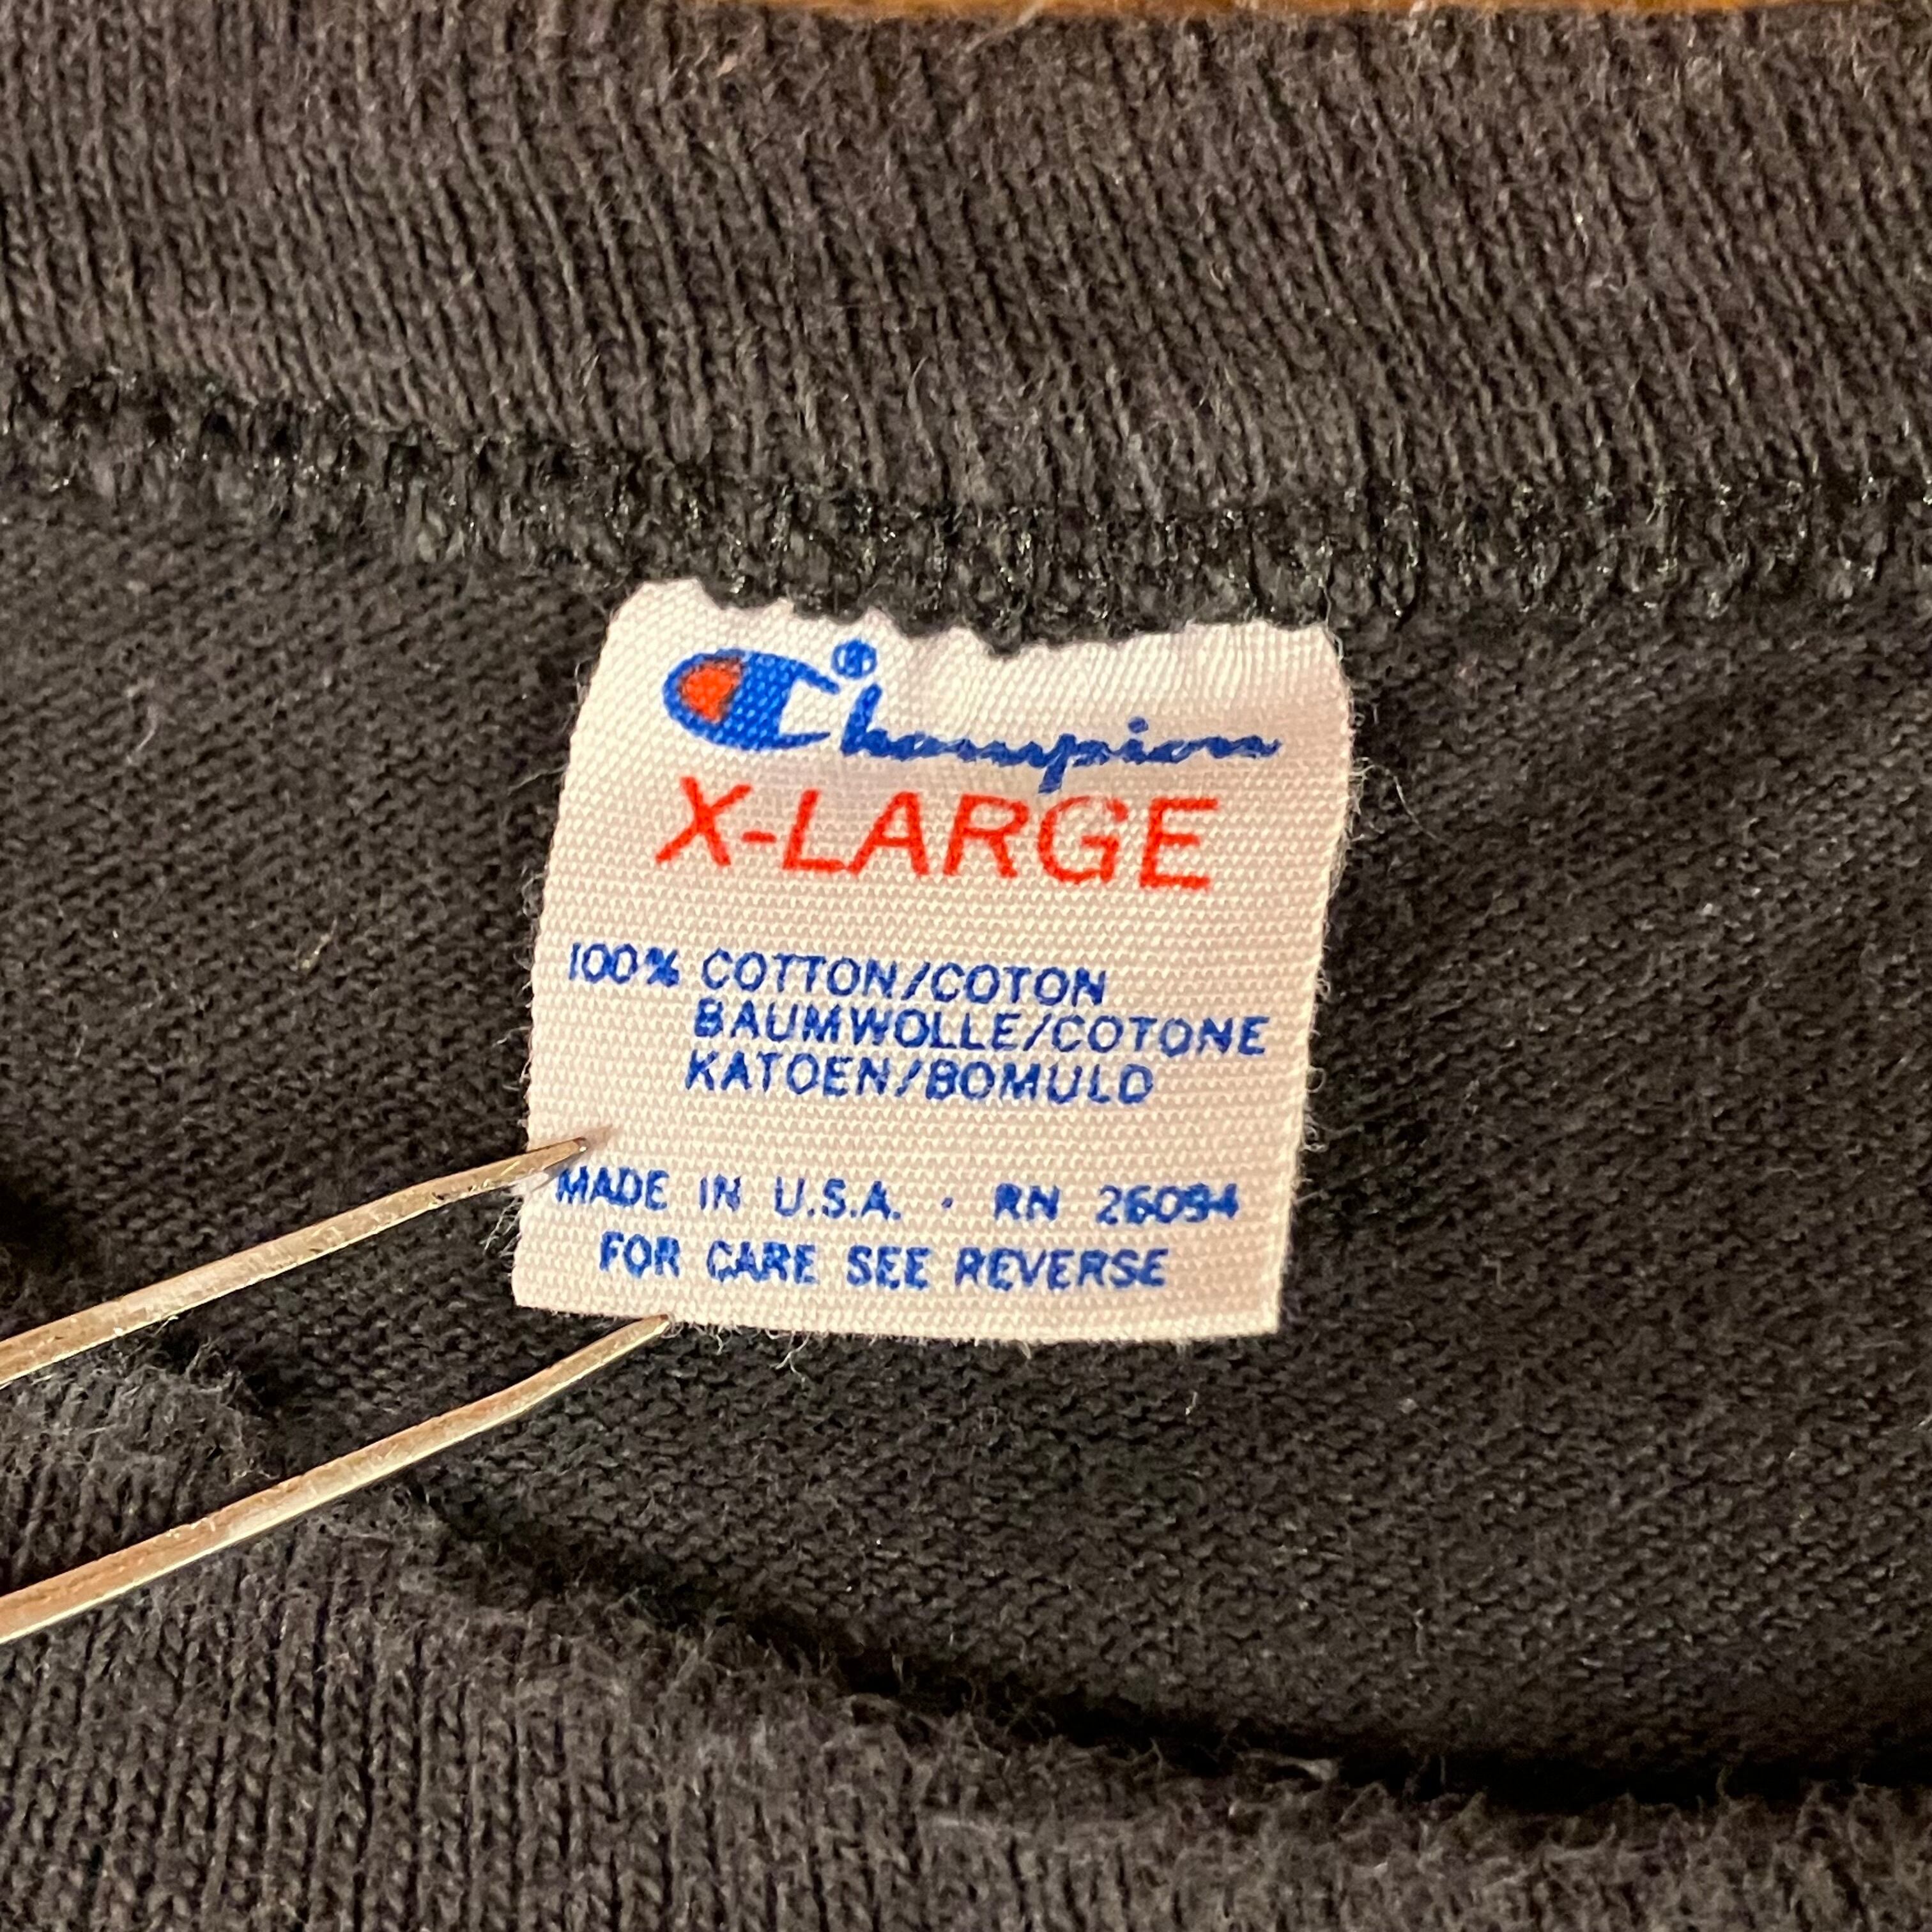 Champion®
X-LARGE
100% COTTON/COTON
BAUMWOLLE/COTONE
KATOEN/BOMULD
MADE IN U.S.A. · RN 26094
FOR CARE SEE REVERSE